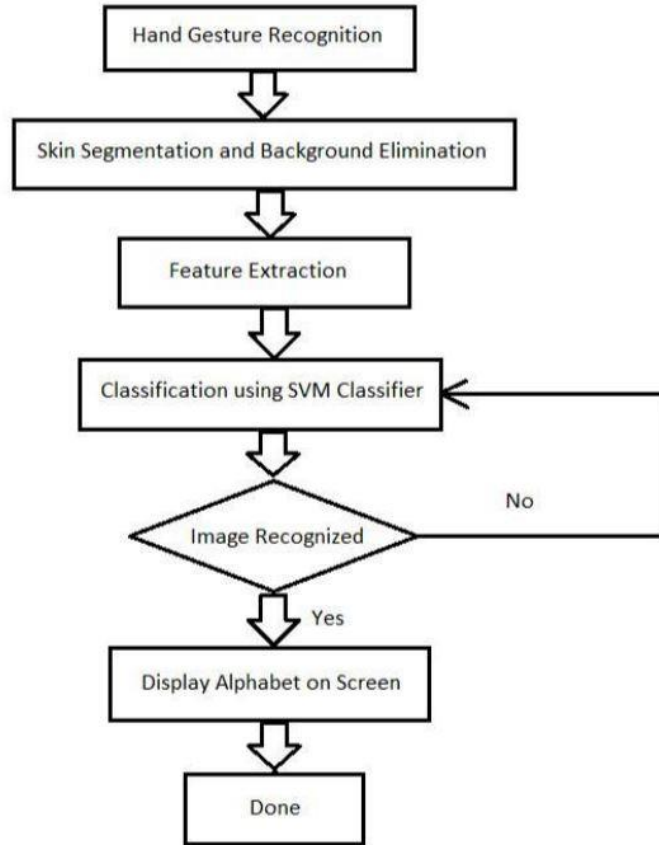 Hand Gesture Recognition
Skin Segmentation and Background Elimination
Feature Extraction
Classification using SVM Classifier
Image Recognized
No
Yes
Display Alphabet on Screen
Done